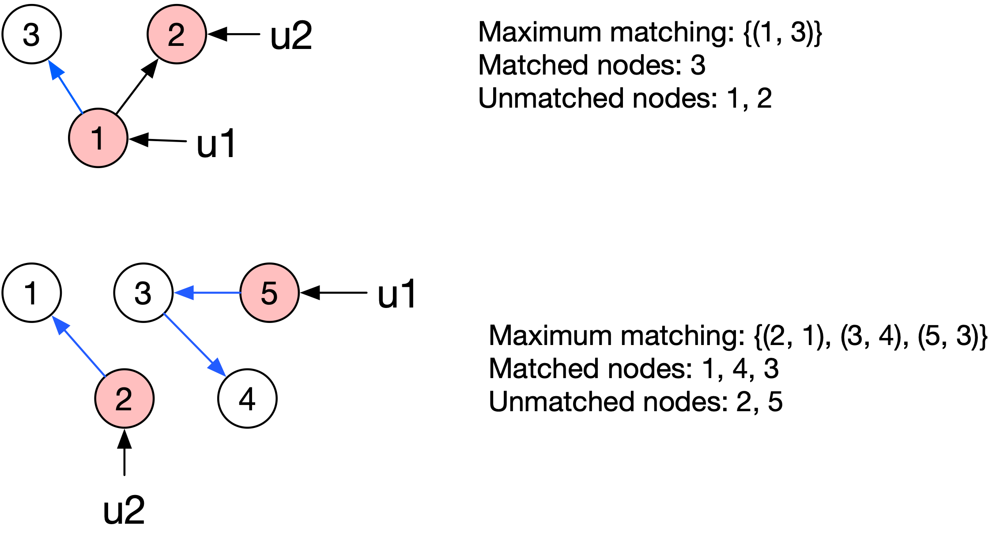 3
2
u2
1
u1
Maximum matching: {(1, 3)}
Matched nodes: 3
Unmatched nodes: 1, 2
1
3
5
u1
2
4
u2
Maximum matching: {(2, 1), (3, 4), (5, 3)}
Matched nodes: 1, 4, 3
Unmatched nodes: 2, 5